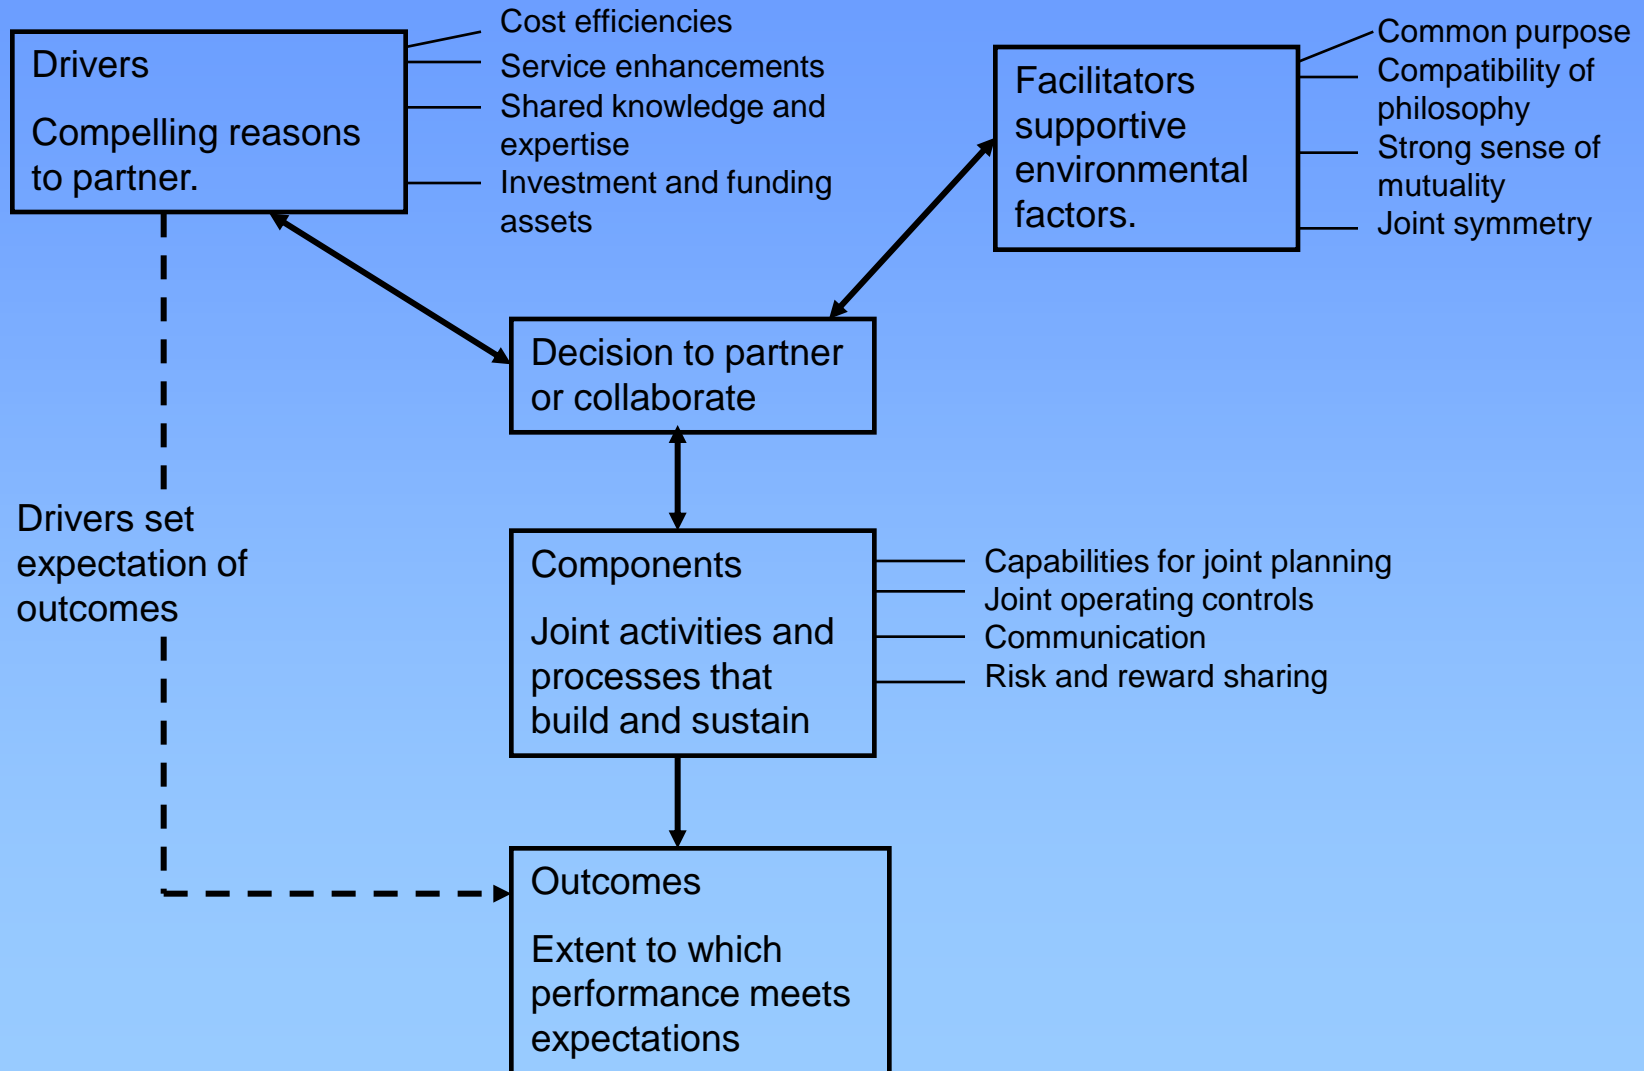 Drivers
Compelling reasons
to partner.
Cost efficiencies
Service enhancements
Shared knowledge and
expertise
Investment and funding
assets
Facilitators
supportive
environmental
factors.
Common purpose
Compatibility of
philosophy
Strong sense of
mutuality
Joint symmetry
Decision to partner
or collaborate
Drivers set
expectation of
outcomes
Components
Joint activities and
processes that
build and sustain
Capabilities for joint planning
Joint operating controls
Communication
Risk and reward sharing
Outcomes
Extent to which
performance meets
expectations